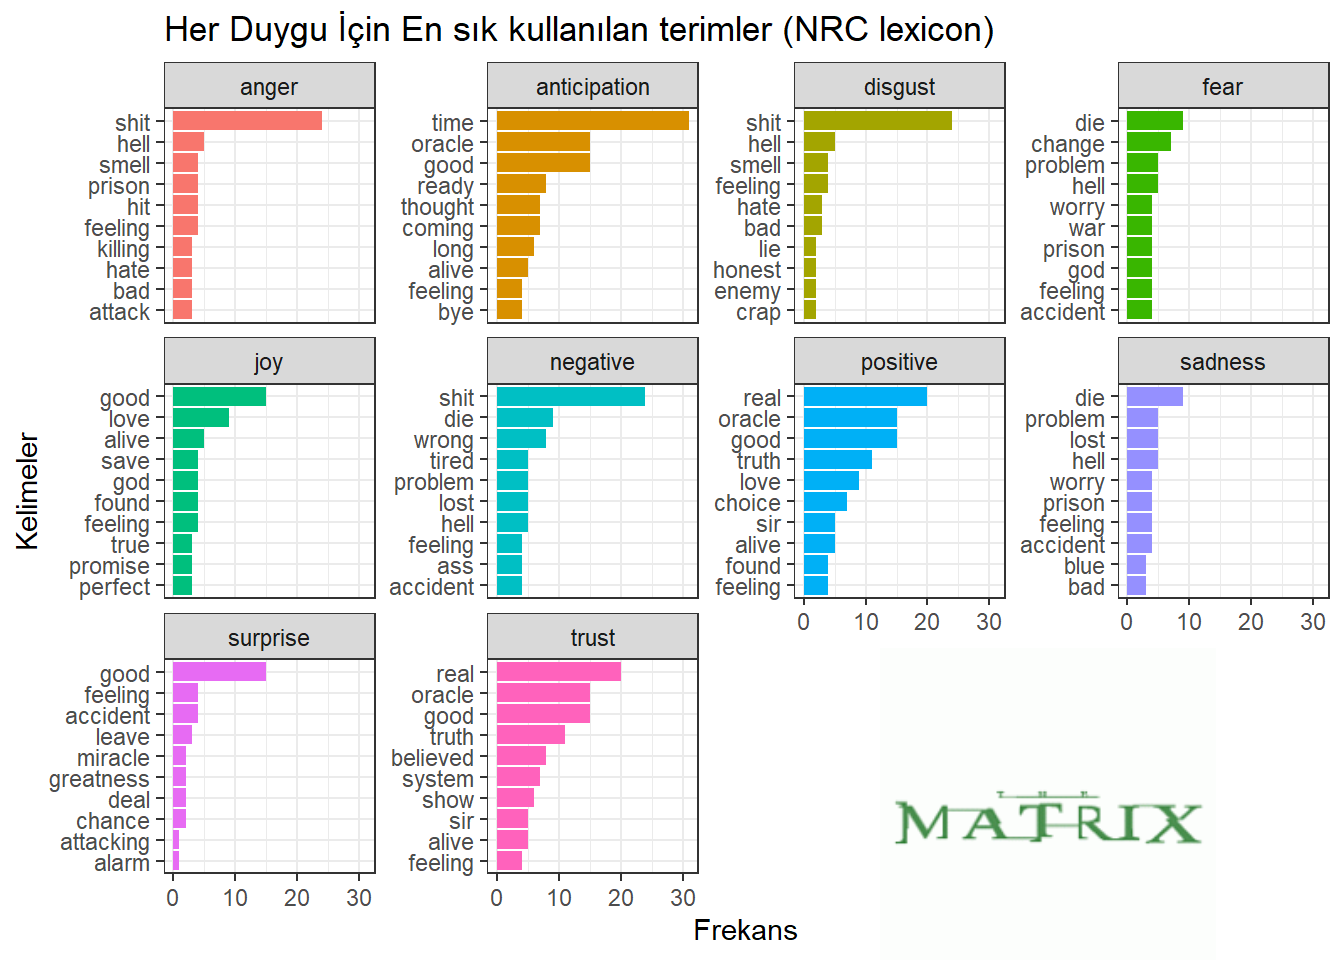 Her Duygu İçin En sık kullanılan terimler (NRC lexicon)
anger
shit
hell
smell
prison
hit
feeling
killing
hate
bad
attack
anticipation
time
oracle
good
ready
thought
coming
long
alive
feeling
bye
disgust
shit
hell
smell
feeling
hate
bad
lie
honest
enemy
crap
fear
die
change
problem
hell
worry
war
prison
god
feeling
accident
joy
good
love
alive
save
god
found
feeling
true
promise
perfect
negative
shit
die
wrong
tired
problem
lost
hell
feeling
ass
accident
positive
real
oracle
good
truth
love
choice
sir
alive
found
feeling
0 10 20 30
sadness
die
problem
lost
hell
worry
prison
feeling
accident
blue
bad
0 10 20 30
surprise
good
feeling
accident
leave
miracle
greatness
deal
chance
attacking
alarm
0 10 20 30
trust
real
oracle
good
truth
believed
system
show
sir
alive
feeling
0 10 20 30
Kelimeler
Frekans
MATRIX